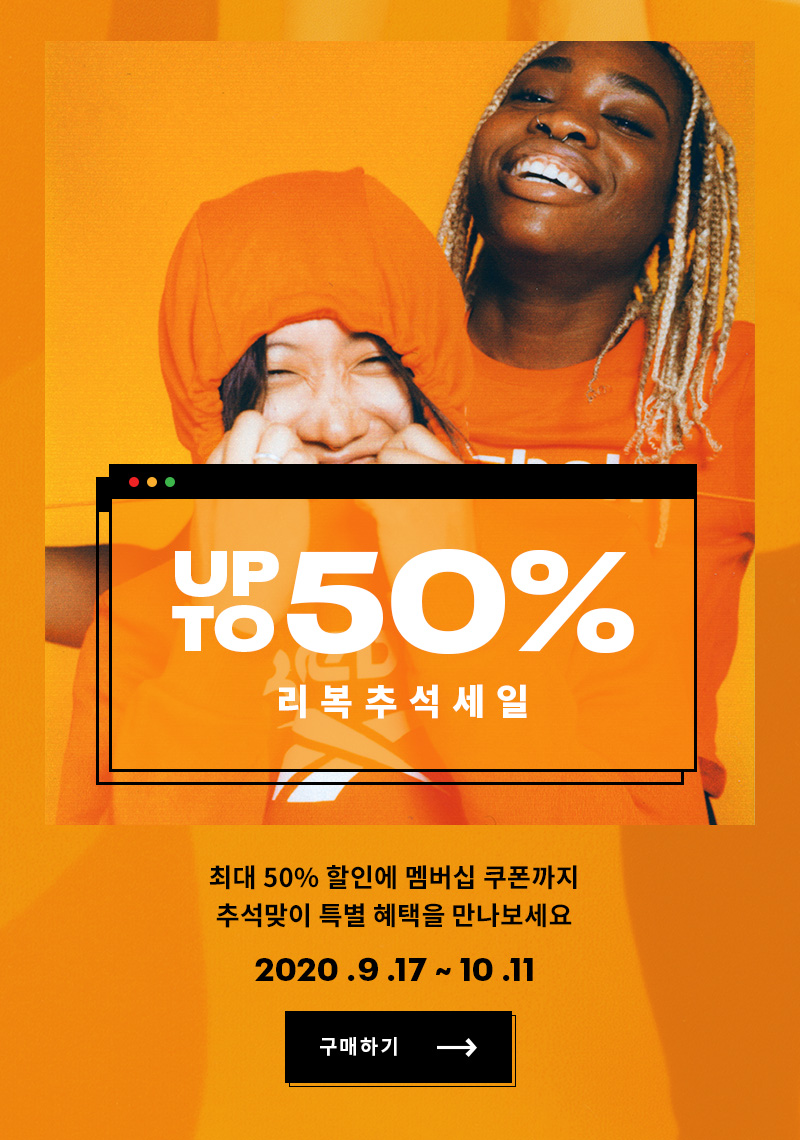 UP
TO 50%
리복추석세일
최대 50% 할인에 멤버십 쿠폰까지
추석맞이 특별 혜택을 만나보세요
2020 .9 .17 ~ 10 .11
구매하기